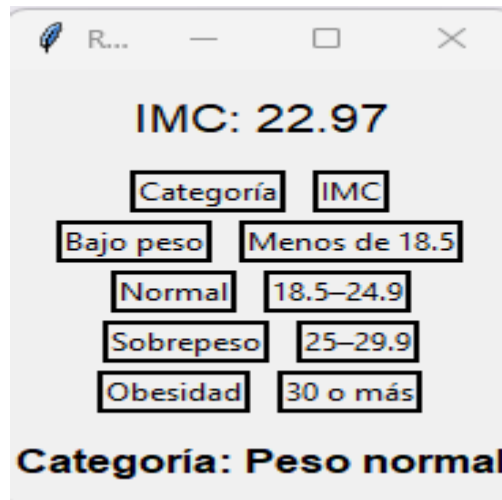 R...
IMC: 22.97
Categoría IMC
Bajo peso Menos de 18.5
Normal 18.5–24.9
Sobrepeso 25–29.9
Obesidad 30 o más
Categoría: Peso normal